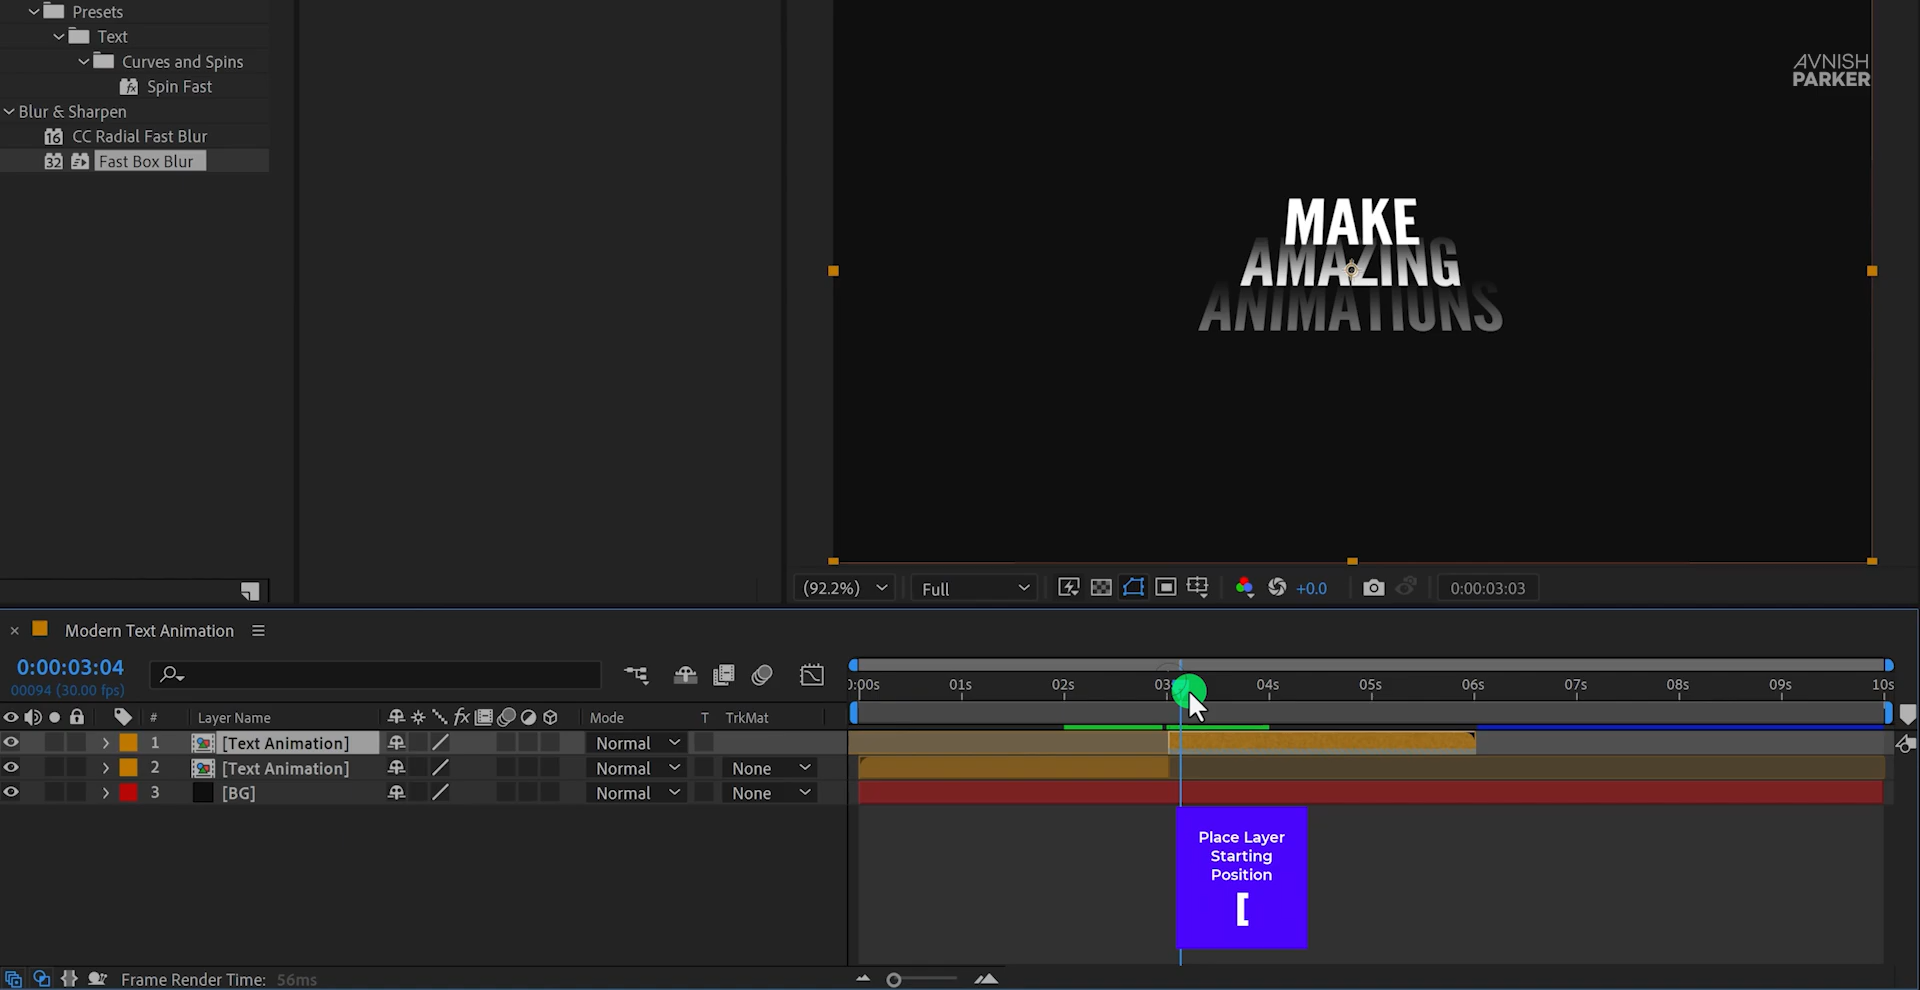 Presets
Text
Curves and Spins
Spin Fast
Blur & Sharpen
16 CC Radial Fast Blur
32 Fast Box Blur
AVNISH
PARKER
MAKE
AMAZING
ANIMATIONS
(92.2%)
Full
+0.0
0:00:03:03
× Modern Text Animation
0:00:03:04
00094 (30.00 fps)
0:00s 01s 02s 03s 04s 05s 06s 07s 08s 09s 10s
# Layer Name fx Mode T TrkMat
1 [Text Animation] Normal
2 [Text Animation] Normal None
3 [BG] Normal None
Place Layer
Starting
Position
[
Frame Render Time: 56ms